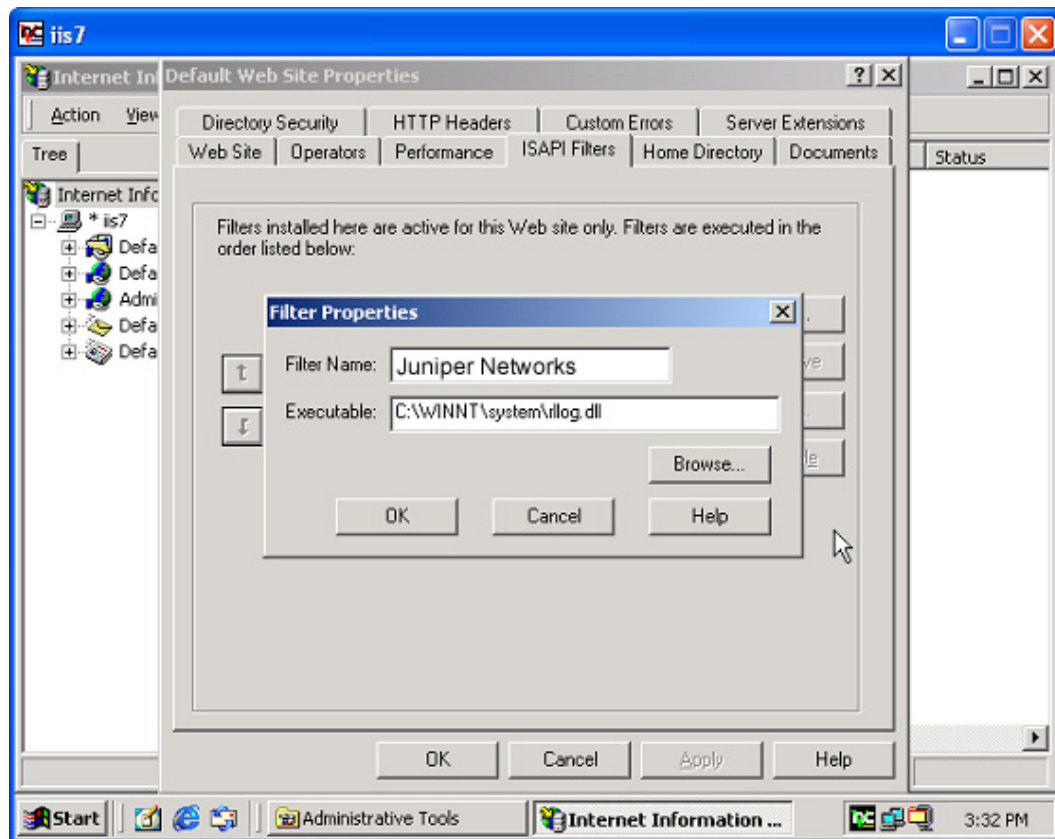 iis7
Internet In
Default Web Site Properties
Action View
Tree
Status
Directory Security HTTP Headers Custom Errors Server Extensions
Web Site Operators Performance ISAPI Filters Home Directory Documents
Internet Infc
* iis7
Defa
Defa
Admi
Defa
Defa
Filters installed here are active for this Web site only. Filters are executed in the
order listed below:
Filter Properties
Filter Name: Juniper Networks
Executable: C:\WINNT\system\rllog.dll
Browse...
OK Cancel Help
OK Cancel Apply Help
Start Administrative Tools Internet Information ... 3:32 PM